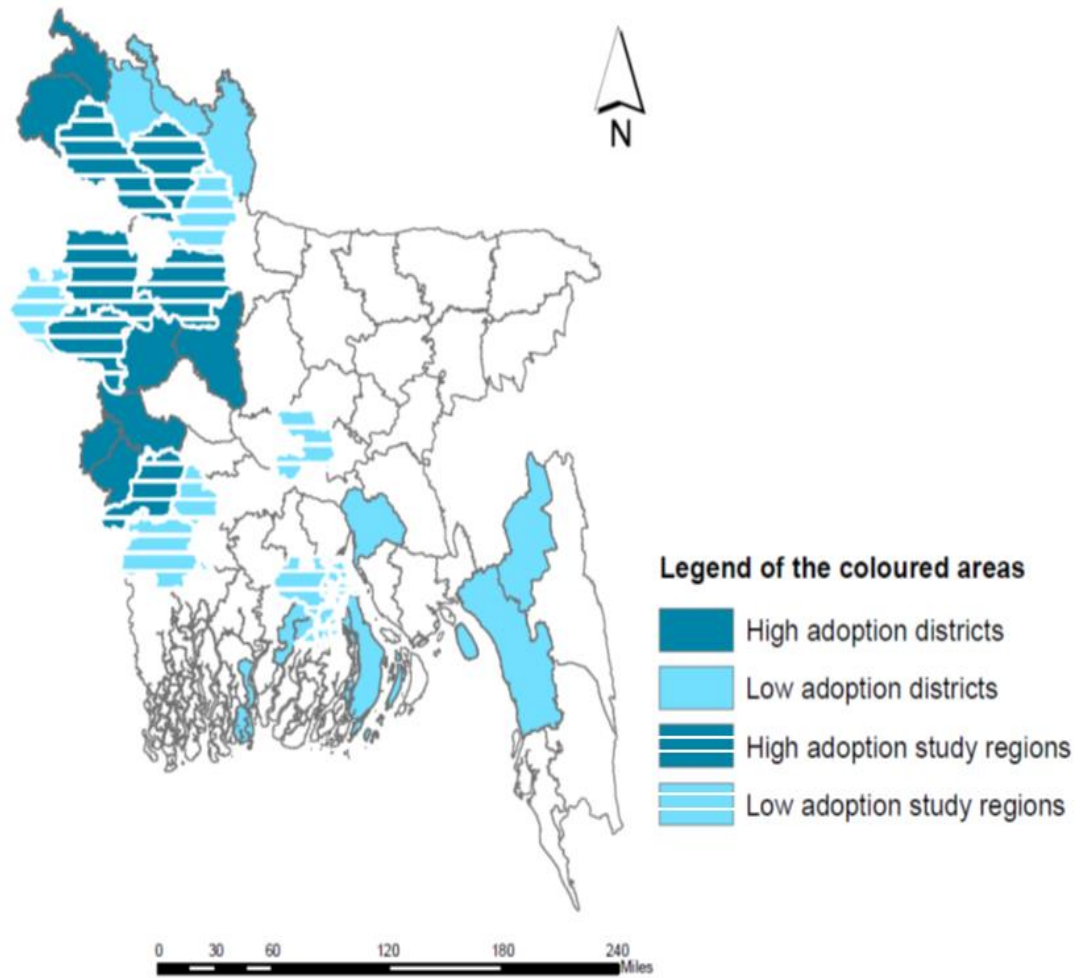 N
Legend of the coloured areas
High adoption districts
Low adoption districts
High adoption study regions
Low adoption study regions
0 30 60 120 180 240
Miles